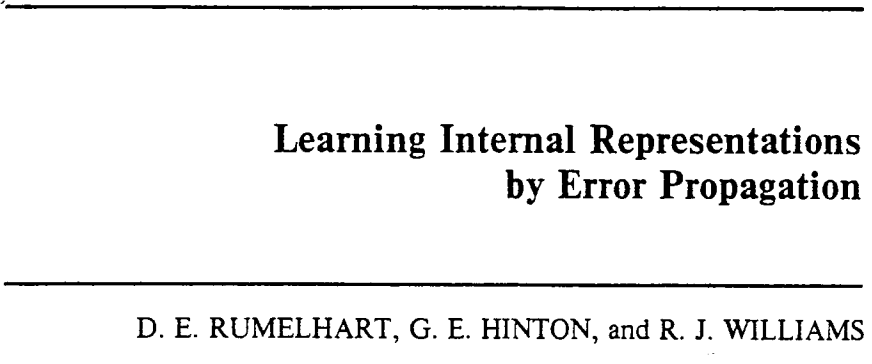 Learning Internal Representations
by Error Propagation
D. E. RUMELHART, G. E. HINTON, and R. J. WILLIAMS